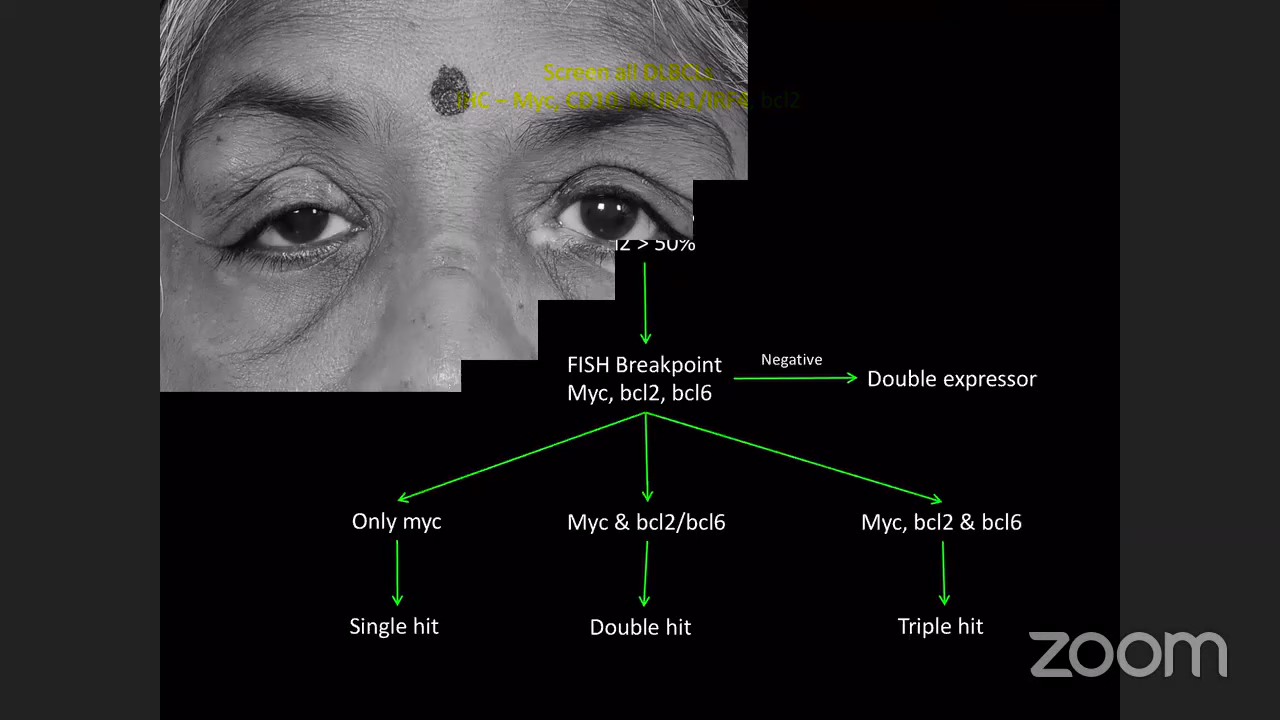 Screen all DLBCLs
IHC – Myc, CD10, MUM1/IRF4, bcl2
> 50%
FISH Breakpoint
Myc, bcl2, bcl6
Negative
Double expressor
Only myc
Myc & bcl2/bcl6
Myc, bcl2 & bcl6
Single hit
Double hit
Triple hit
zoom